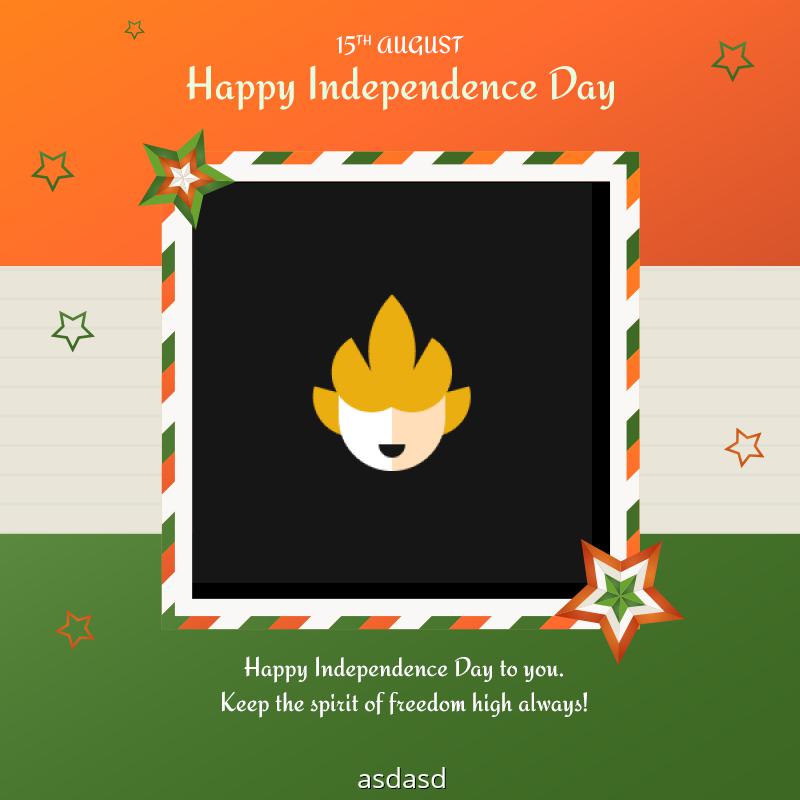 15TH AUGUST
Happy Independence Day
Happy Independence Day to you.
Keep the spirit of freedom high always!
asdasd